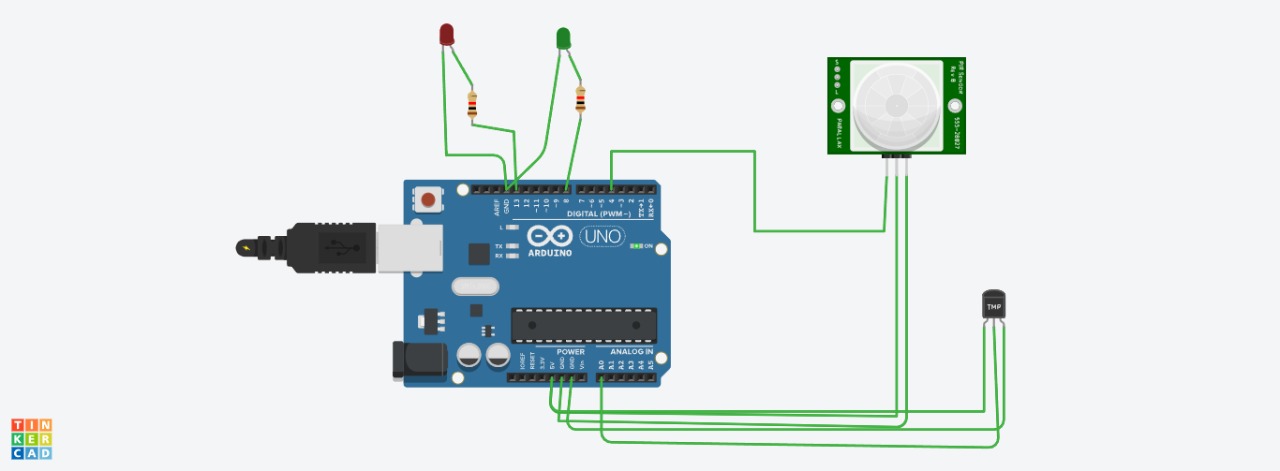 S
L
PARALLAX
PIR Sensor
Rev B
555-28027
AREF
GND
13
12
~11
~10
~9
8
7
~6
~5
4
~3
2
TX→1
RX←0
DIGITAL (PWM~)
L
TX
RX
ARDUINO
UNO
ON
TMP
POWER
ANALOG IN
IOREF
RESET
3.3V
5V
GND
GND
Vin
A0
A1
A2
A3
A4
A5
TIN
KER
CAD